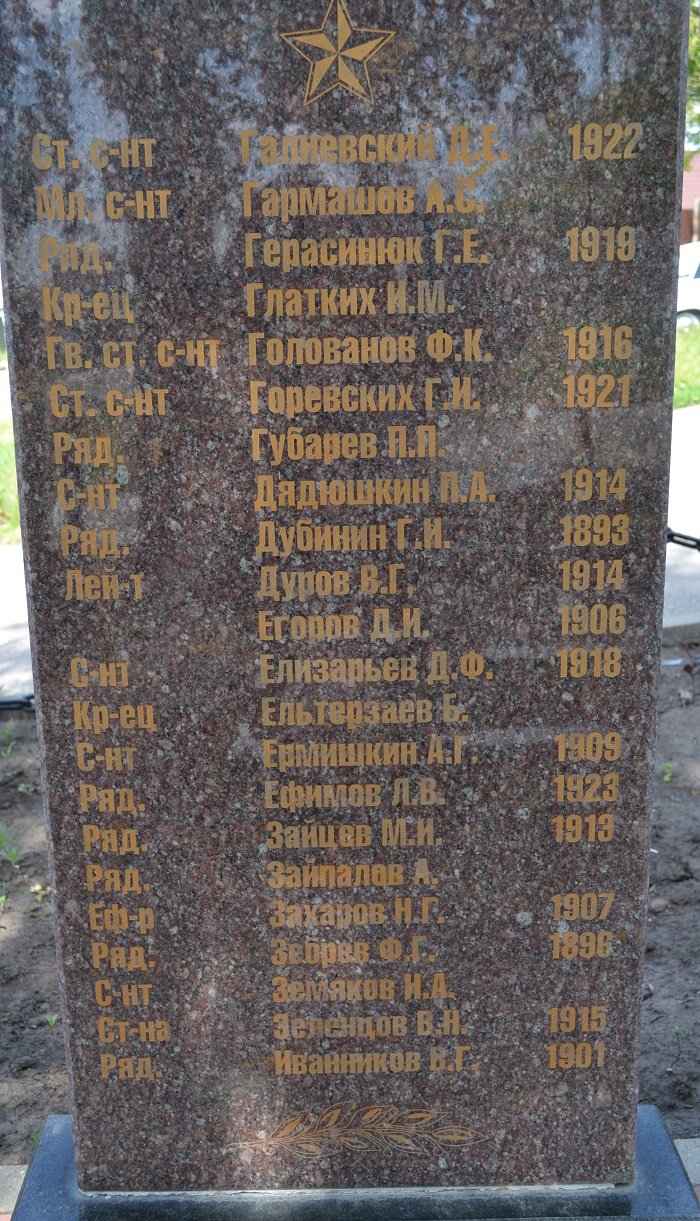 Ст. с-нт Галиевский Д.Е. 1922
Мл. с-нт Гармашов А.С.
Ряд. Герасинюк Г.Е. 1919
Кр-ец Глатких И.М.
Гв. ст. с-нт Голованов Ф.К. 1916
Ст. с-нт Горевских Г.И. 1921
Ряд. Губарев П.П.
С-нт Дядюшкин П.А. 1914
Ряд. Дубинин Г.И. 1893
Лей-т Дуров В.Г. 1914
Егоров Д.И. 1906
С-нт Елизарьев Д.Ф. 1918
Кр-ец Ельтерзаев Б.
С-нт Ермишкин А.Г. 1909
Ряд. Ефимов Л.В. 1923
Ряд. Зайцев М.И. 1913
Ряд. Зайпалов А.
Еф-р Захаров Н.Г. 1907
Ряд. Зебрев Ф.Г. 1896
С-нт Земяков И.А.
Ст-на Зеренцов В.Н. 1915
Ряд. Иванников В.Г. 1901